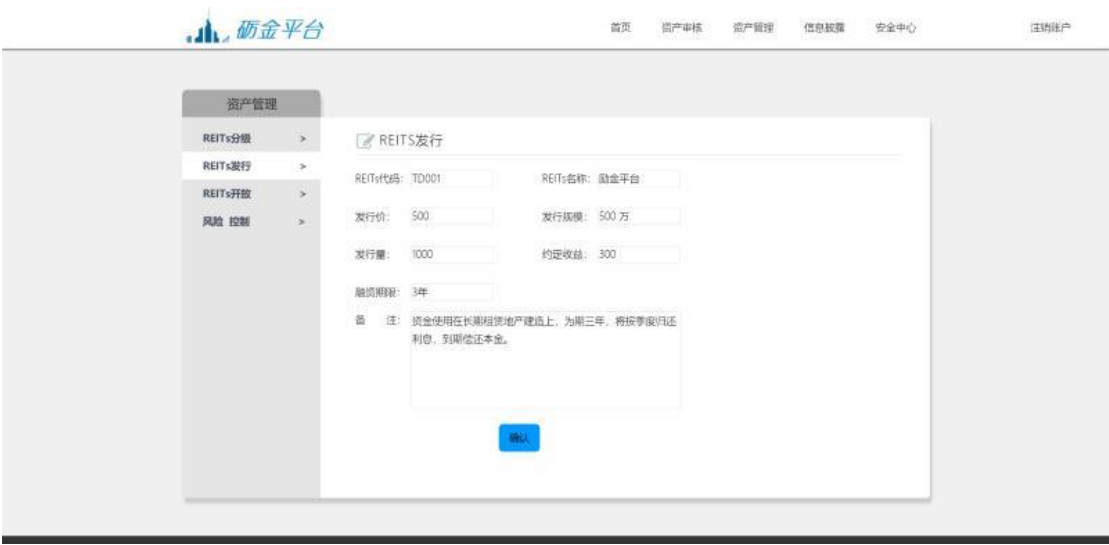 砺金平台
首页 资产审核 资产管理 信息披露 安全中心 注销账户
资产管理
REITs分级 >
REITs发行 >
REITs开放 >
风险 控制 >
REITS发行
REITs代码: TD001 REITs名称: 励金平台
发行价: 500 发行规模: 500 万
发行量: 1000 约定收益: 300
融资期限: 3年
备 注: 资金使用在长期租赁地产建造上，为期三年，将按季度归还
利息，到期偿还本金。
确认